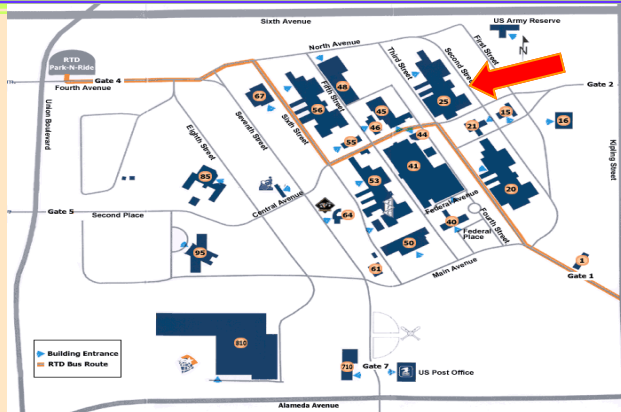 Sixth Avenue
US Army Reserve
N
First Street
North Avenue
Second Street
Third Street
RTD
Park-N-Ride
Gate 4
Fourth Avenue
Gate 2
48
67
Fifth Street
56
25
45
15
46
21
16
44
55
Union Boulevard
Eighth Street
Seventh Street
Sixth Street
41
Kipling Street
85
53
20
Central Avenue
Federal Avenue
Gate 5
Second Place
64
40
Fourth Street
Federal
Place
50
95
61
Main Avenue
1
Gate 1
810
Building Entrance
RTD Bus Route
710
Gate 7
US Post Office
Alameda Avenue